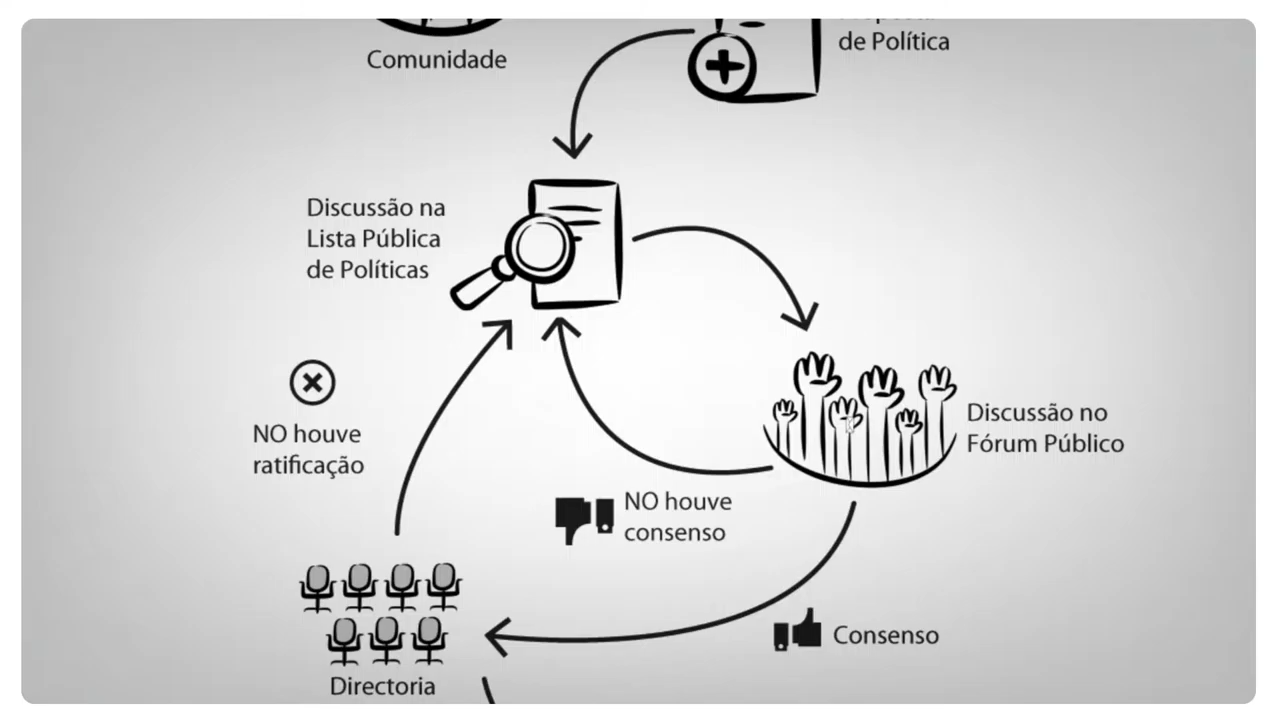 Comunidade
de Política
Discussão na
Lista Pública
de Políticas
Discussão no
Fórum Público
NO houve
ratificação
NO houve
consenso
Consenso
Directoria